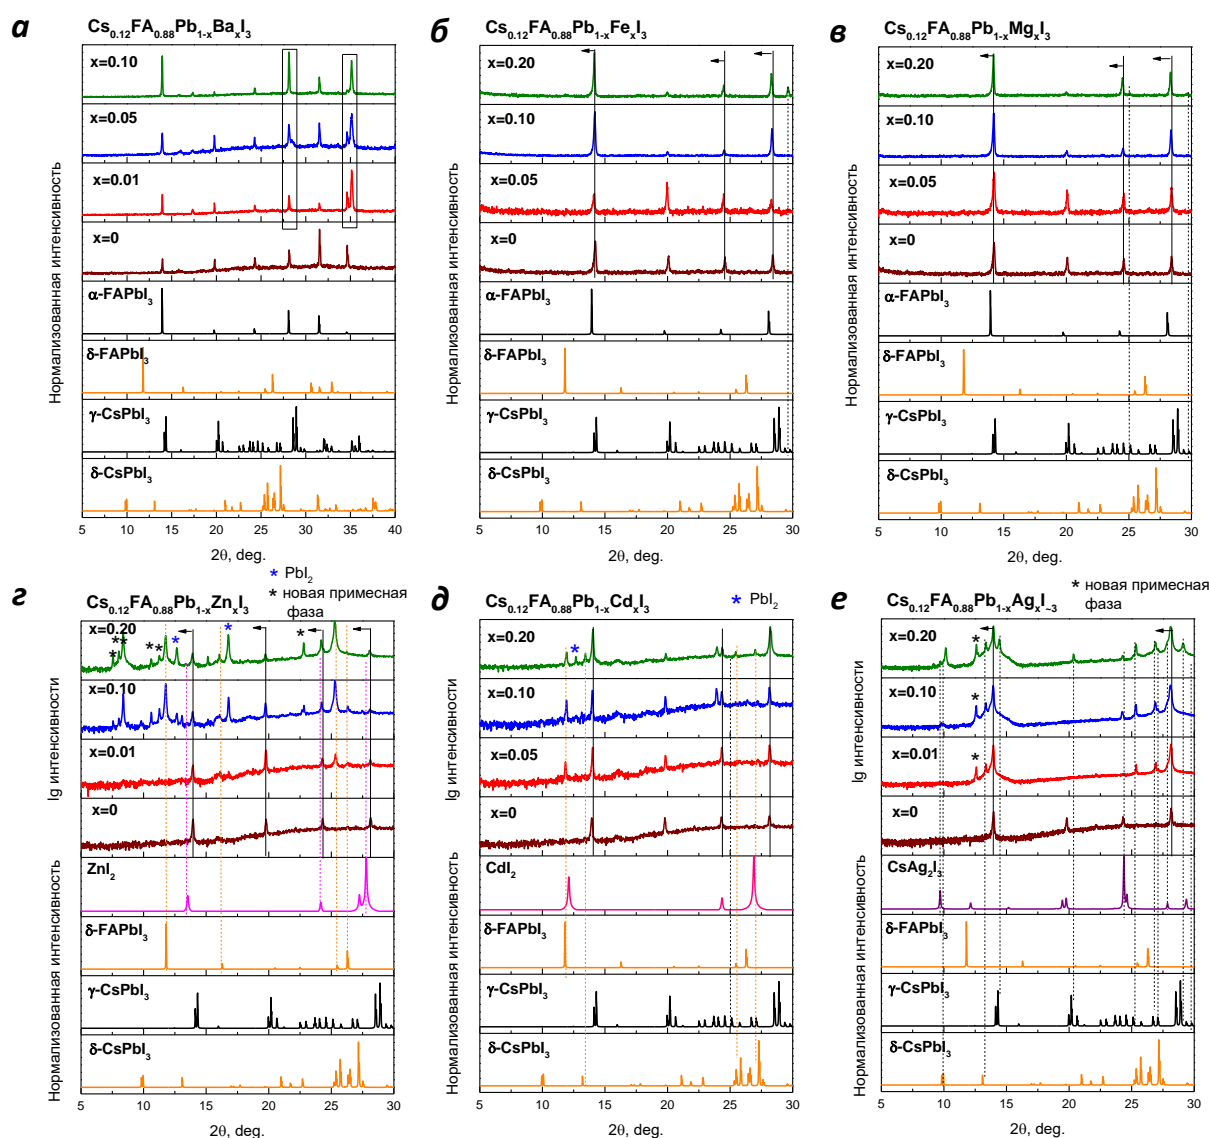 а
Cs0.12FA0.88Pb1-xBaxI3
x=0.10
x=0.05
x=0.01
x=0
α-FAPbI3
δ-FAPbI3
γ-CsPbI3
δ-CsPbI3
Нормализованная интенсивность
5 10 15 20 25 30 35 40
2θ, deg.
б
Cs0.12FA0.88Pb1-xFexI3
x=0.20
x=0.10
x=0.05
x=0
α-FAPbI3
δ-FAPbI3
γ-CsPbI3
δ-CsPbI3
Нормализованная интенсивность
5 10 15 20 25 30
2θ, deg.
в
Cs0.12FA0.88Pb1-xMgxI3
x=0.20
x=0.10
x=0.05
x=0
α-FAPbI3
δ-FAPbI3
γ-CsPbI3
δ-CsPbI3
Нормализованная интенсивность
5 10 15 20 25 30
2θ, deg.
г
* PbI2
* новая примесная
фаза
Cs0.12FA0.88Pb1-xZnxI3
x=0.20
x=0.10
x=0.01
x=0
ZnI2
δ-FAPbI3
γ-CsPbI3
δ-CsPbI3
lg интенсивности
Нормализованная интенсивность
5 10 15 20 25 30
2θ, deg.
д
Cs0.12FA0.88Pb1-xCdxI3
* PbI2
x=0.20
x=0.10
x=0.05
x=0
CdI2
δ-FAPbI3
γ-CsPbI3
δ-CsPbI3
lg интенсивности
Нормализованная интенсивность
5 10 15 20 25 30
2θ, deg.
е
* новая примесная
фаза
Cs0.12FA0.88Pb1-xAgxI~3
x=0.20
x=0.10
x=0.01
x=0
CsAg2I3
δ-FAPbI3
γ-CsPbI3
δ-CsPbI3
lg интенсивности
Нормализованная интенсивность
5 10 15 20 25 30
2θ, deg.